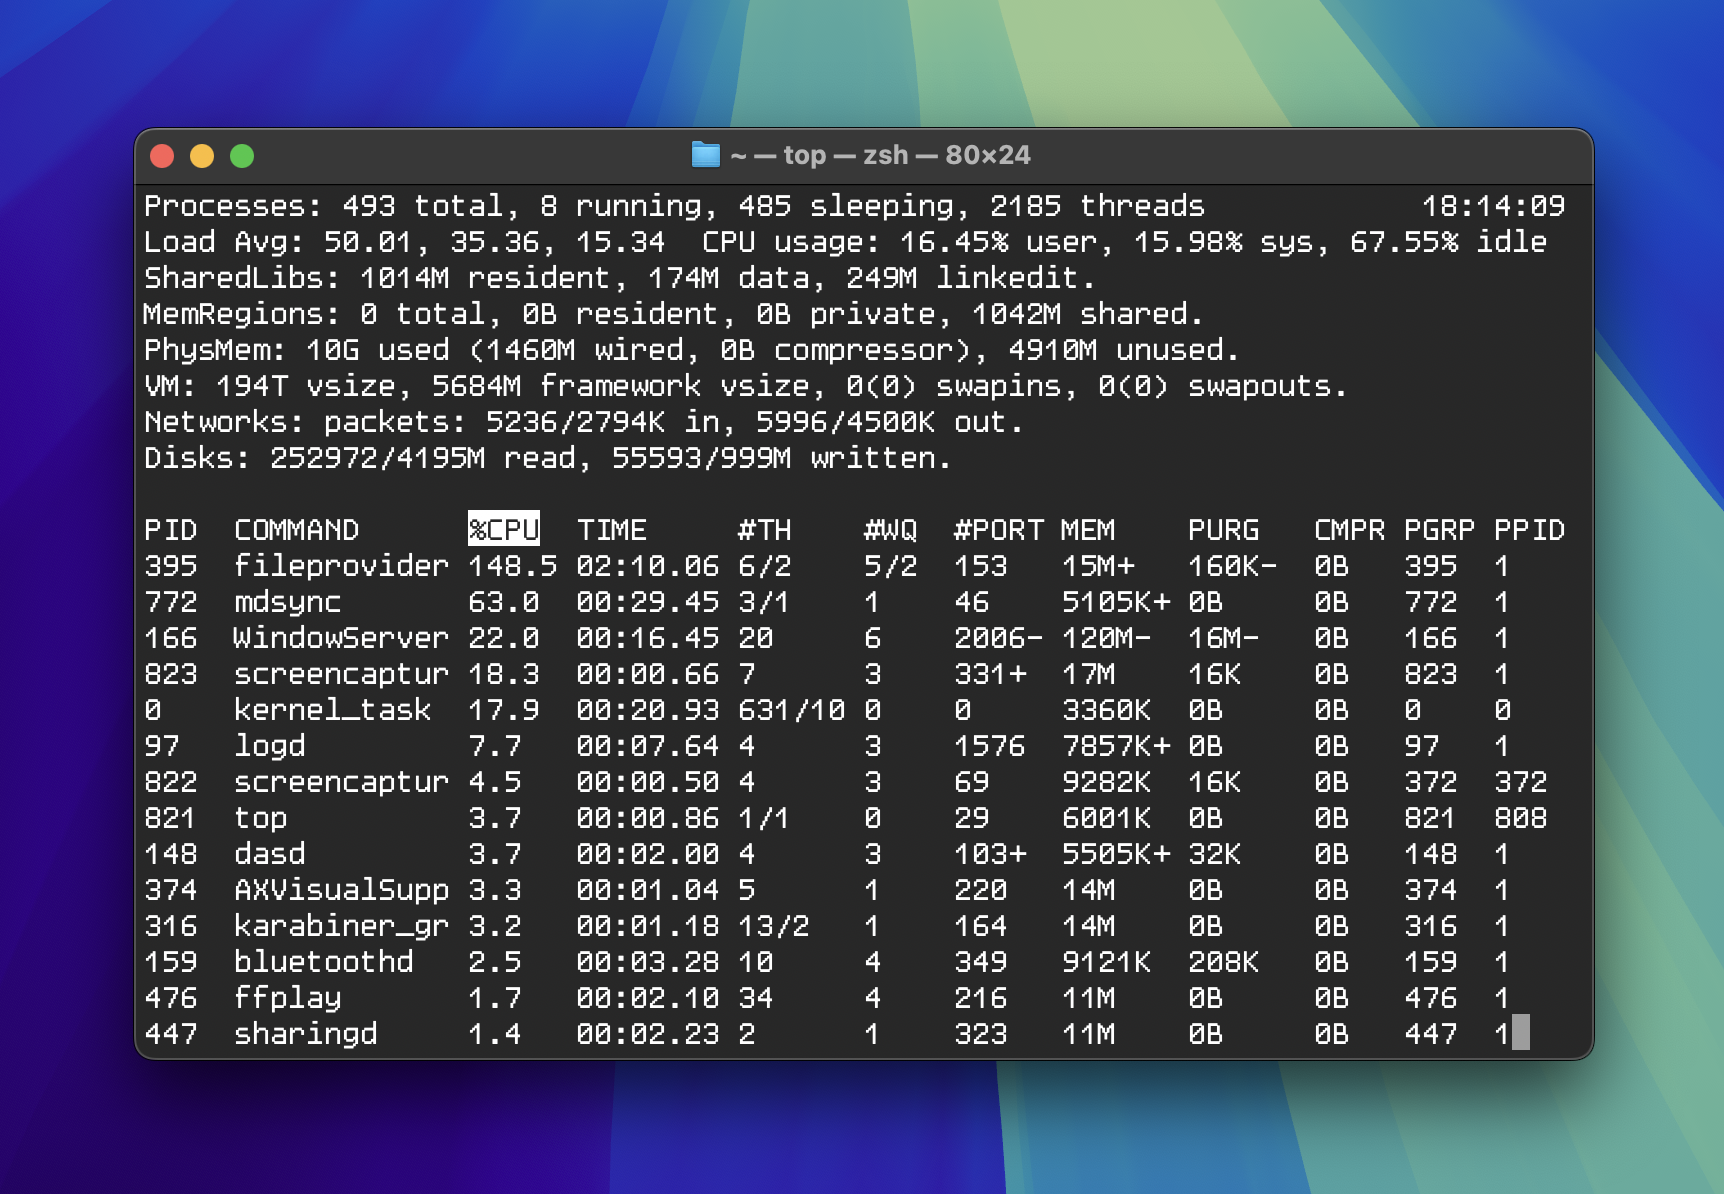 ~ — top — zsh — 80×24
Processes: 493 total, 8 running, 485 sleeping, 2185 threads 18:14:09
Load Avg: 50.01, 35.36, 15.34 CPU usage: 16.45% user, 15.98% sys, 67.55% idle
SharedLibs: 1014M resident, 174M data, 249M linkedit.
MemRegions: 0 total, 0B resident, 0B private, 1042M shared.
PhysMem: 10G used (1460M wired, 0B compressor), 4910M unused.
VM: 194T vsize, 5684M framework vsize, 0(0) swapins, 0(0) swapouts.
Networks: packets: 5236/2794K in, 5996/4500K out.
Disks: 252972/4195M read, 55593/999M written.
PID COMMAND %CPU TIME #TH #WQ #PORT MEM PURG CMPR PGRP PPID
395 fileprovider 148.5 02:10.06 6/2 5/2 153 15M+ 160K- 0B 395 1
772 mdsync 63.0 00:29.45 3/1 1 46 5105K+ 0B 0B 772 1
166 WindowServer 22.0 00:16.45 20 6 2006- 120M- 16M- 0B 166 1
823 screencaptur 18.3 00:00.66 7 3 331+ 17M 16K 0B 823 1
0 kernel_task 17.9 00:20.93 631/10 0 0 3360K 0B 0B 0 0
97 logd 7.7 00:07.64 4 3 1576 7857K+ 0B 0B 97 1
822 screencaptur 4.5 00:00.50 4 3 69 9282K 16K 0B 372 372
821 top 3.7 00:00.86 1/1 0 29 6001K 0B 0B 821 808
148 dasd 3.7 00:02.00 4 3 103+ 5505K+ 32K 0B 148 1
374 AXVisualSupp 3.3 00:01.04 5 1 220 14M 0B 0B 374 1
316 karabiner_gr 3.2 00:01.18 13/2 1 164 14M 0B 0B 316 1
159 bluetoothd 2.5 00:03.28 10 4 349 9121K 208K 0B 159 1
476 ffplay 1.7 00:02.10 34 4 216 11M 0B 0B 476 1
447 sharingd 1.4 00:02.23 2 1 323 11M 0B 0B 447 1